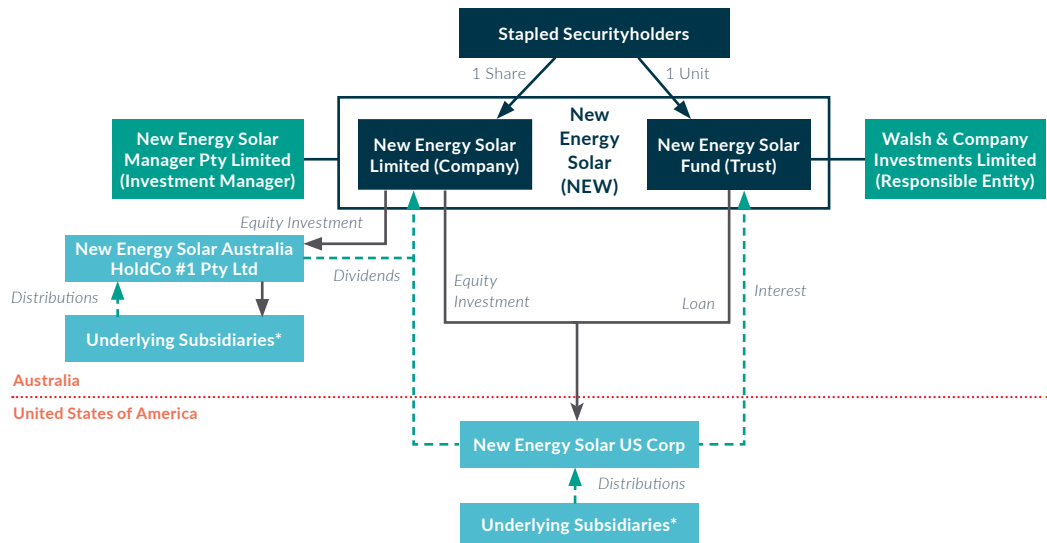 Stapled Securityholders
1 Share
1 Unit
New Energy Solar
Manager Pty Limited
(Investment Manager)
New Energy Solar
Limited (Company)
New
Energy
Solar
(NEW)
New Energy Solar
Fund (Trust)
Walsh & Company
Investments Limited
(Responsible Entity)
Equity Investment
New Energy Solar Australia
HoldCo #1 Pty Ltd
Dividends
Equity
Investment
Loan
Interest
Distributions
Underlying Subsidiaries*
Australia
United States of America
New Energy Solar US Corp
Distributions
Underlying Subsidiaries*